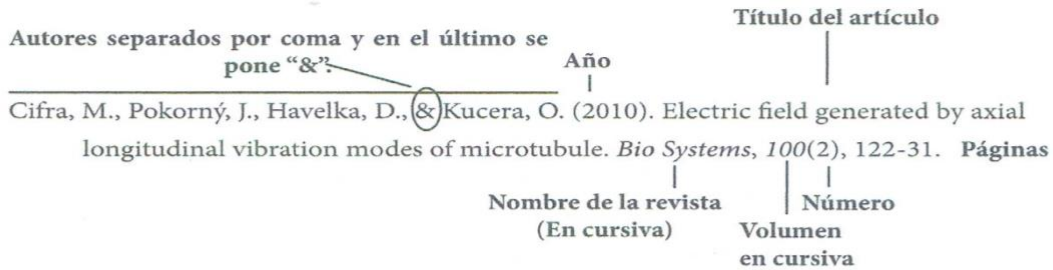 Título del artículo
Autores separados por coma y en el último se
pone “&”.
Año
Cifra, M., Pokorný, J., Havelka, D., & Kucera, O. (2010). Electric field generated by axial
longitudinal vibration modes of microtubule. Bio Systems, 100(2), 122-31. Páginas
Nombre de la revista
(En cursiva)
Número
Volumen
en cursiva